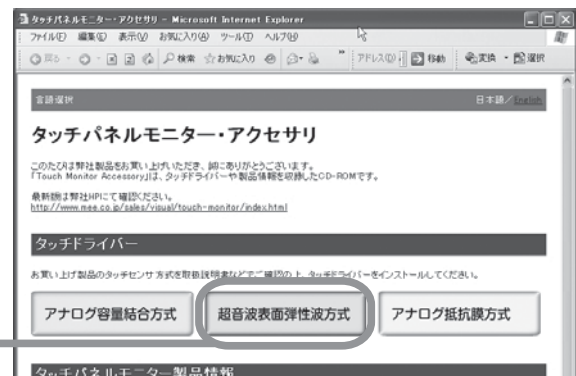 タッチパネルモニター・アクセサリ - Microsoft Internet Explorer
ファイル(F) 編集(E) 表示(V) お気に入り(A) ツール(T) ヘルプ(H)
戻る 検索 お気に入り アドレス(D) 移動 変換 選択
言語選択 日本語/English
タッチパネルモニター・アクセサリ
このたびは弊社製品をお買い上げいただき、誠にありがとうございます。
「Touch Monitor Accessory」は、タッチドライバーや製品情報を収録したCD-ROMです。
最新版は弊社HPにて確認ください。
http://www.mee.co.jp/sales/visual/touch-monitor/index.html
タッチドライバー
お買い上げ製品のタッチセンサ方式を取扱説明書などでご確認の上、タッチドライバーをインストールしてください。
アナログ容量結合方式 超音波表面弾性波方式 アナログ抵抗膜方式
タッチパネルモニター製品情報